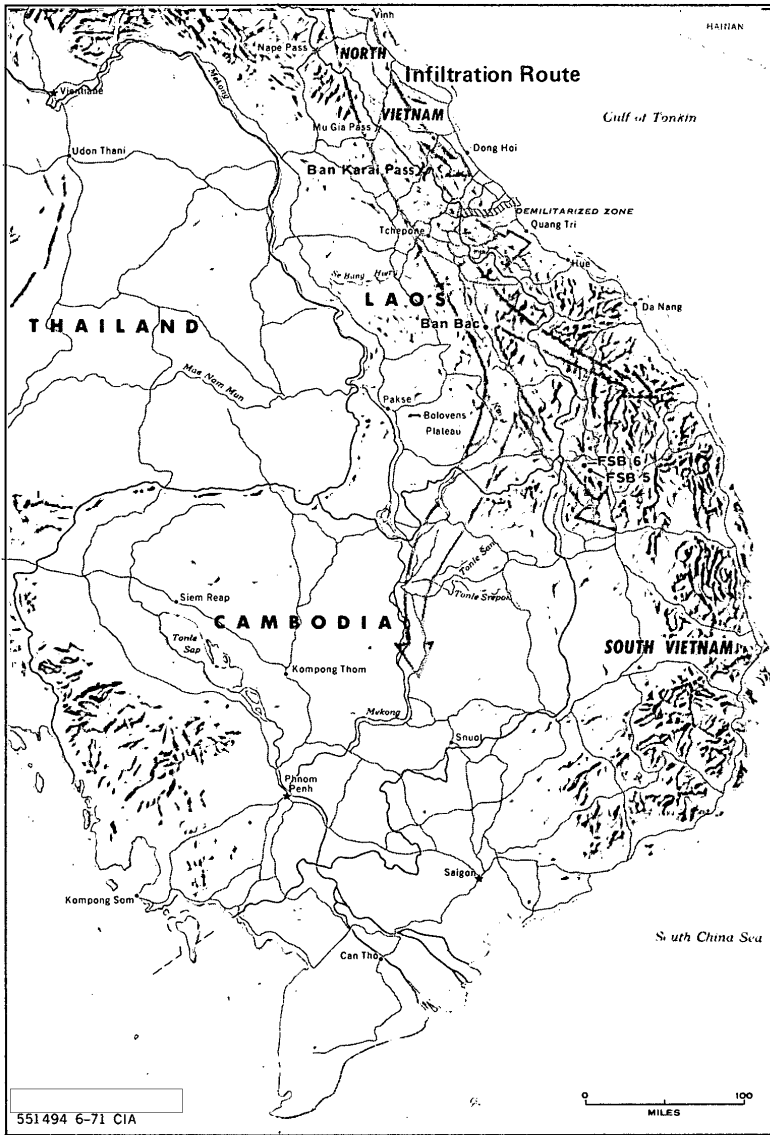 Vinh
HAINAN
Nape Pass
NORTH
VIETNAM
Infiltration Route
Mekong
Vientiane
Gulf of Tonkin
Mu Gia Pass
Udon Thani
Dong Hoi
Ban Karai Pass
DEMILITARIZED ZONE
Tchepone
Quang Tri
Hue
LAOS
Da Nang
THAILAND
Ban Bac
Mae Nam Mun
Pakse
Bolovens
Plateau
FSB 6
FSB 5
Tonle San
Tonle Srepok
Siem Reap
CAMBODIA
Tonle
Sap
SOUTH VIETNAM
Kompong Thom
Mekong
Snuol
Phnom
Penh
Saigon
Kompong Som
South China Sea
Can Tho
0 100
MILES
551494 6-71 CIA